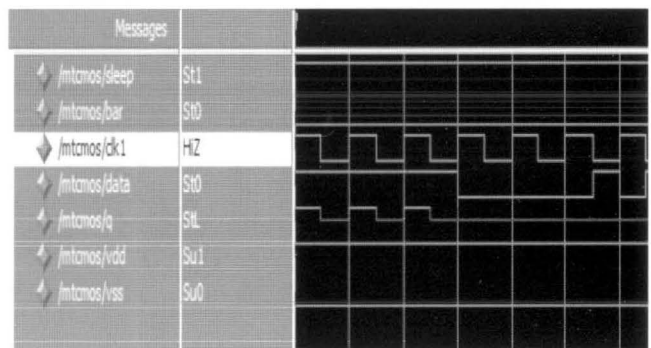 Messages
/mtcmos/sleep St1
/mtcmos/bar St0
/mtcmos/clk1 HiZ
/mtcmos/data St0
/mtcmos/q StL
/mtcmos/vdd Su1
/mtcmos/vss Su0